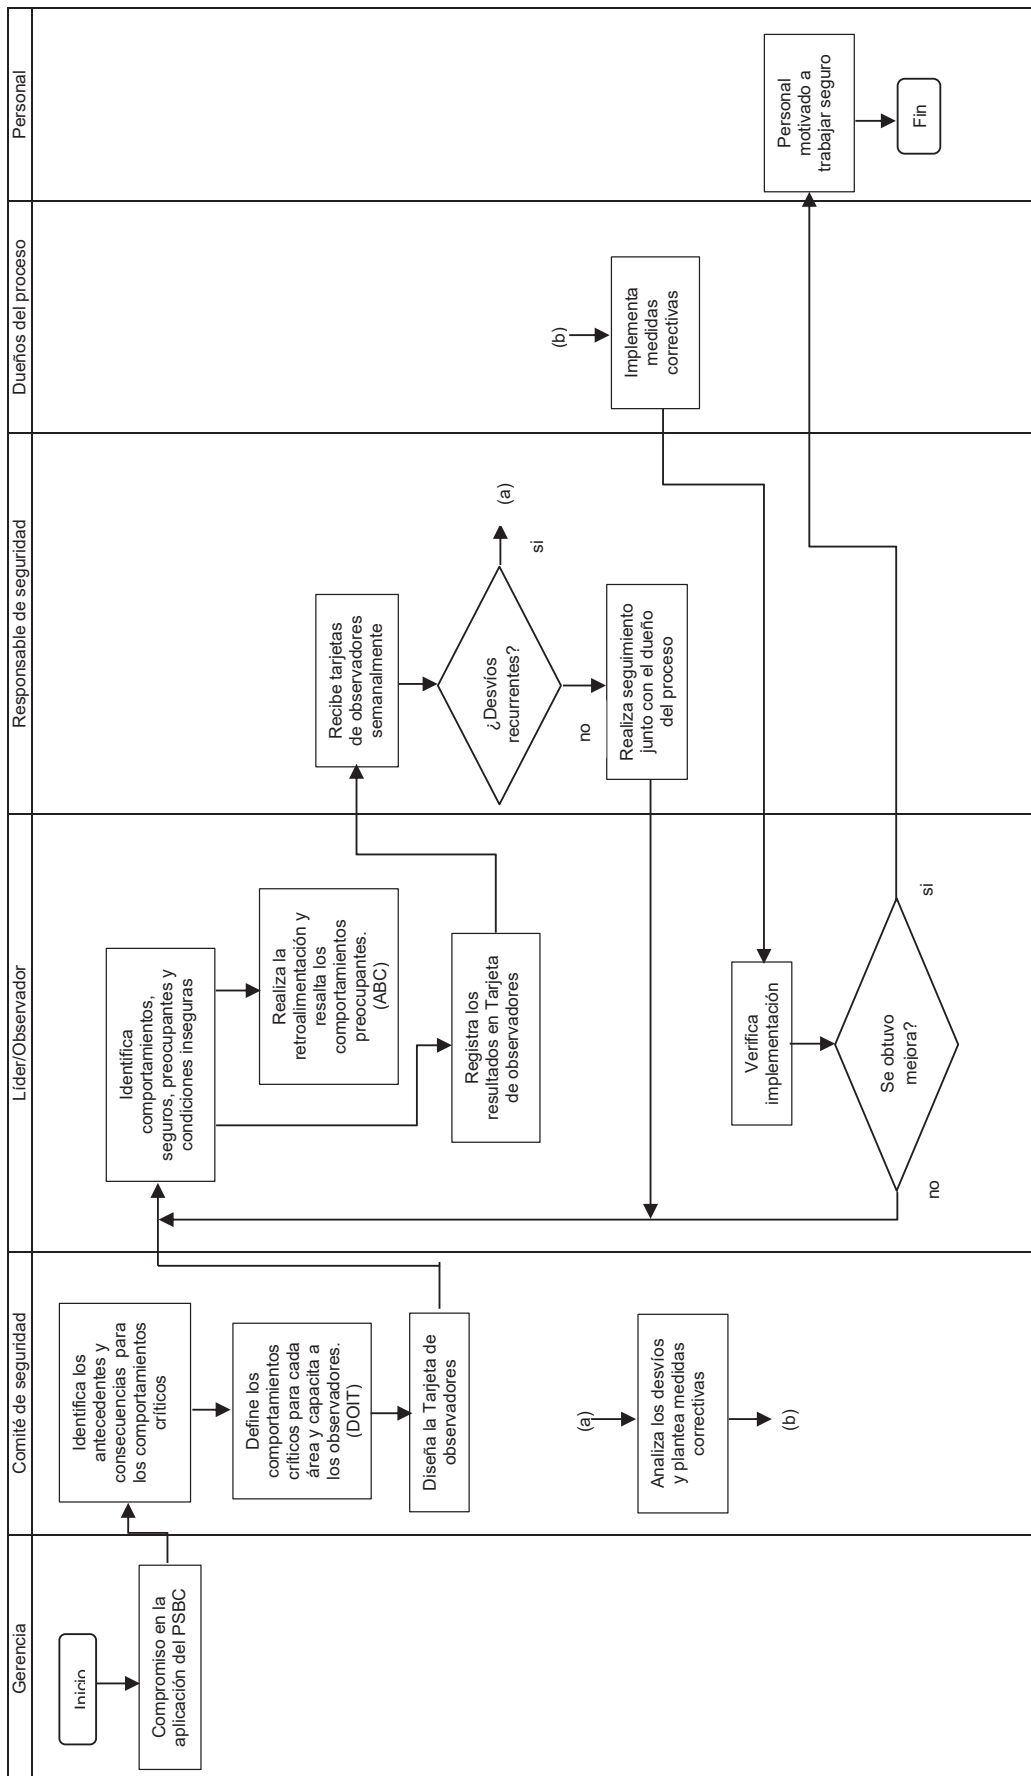 Gerencia
Comité de seguridad
Líder/Observador
Responsable de seguridad
Dueños del proceso
Personal
Inicio
Compromiso en la
aplicación del PSBC
Identifica los
antecedentes y
consecuencias para
los comportamientos
críticos
Define los
comportamientos
críticos para cada
área y capacita a
los observadores.
(DOIT)
Diseña la Tarjeta de
observadores
(a)
Analiza los desvíos
y plantea medidas
correctivas
(b)
Identifica
comportamientos,
seguros, preocupantes y
condiciones inseguras
Realiza la
retroalimentación y
resalta los
comportamientos
preocupantes.
(ABC)
Registra los
resultados en Tarjeta
de observadores
Verifica
implementación
Se obtuvo
mejora?
no
si
Recibe tarjetas
de observadores
semanalmente
¿Desvíos
recurrentes?
si
(a)
no
Realiza seguimiento
junto con el dueño
del proceso
(b)
Implementa
medidas
correctivas
Personal
motivado a
trabajar seguro
Fin